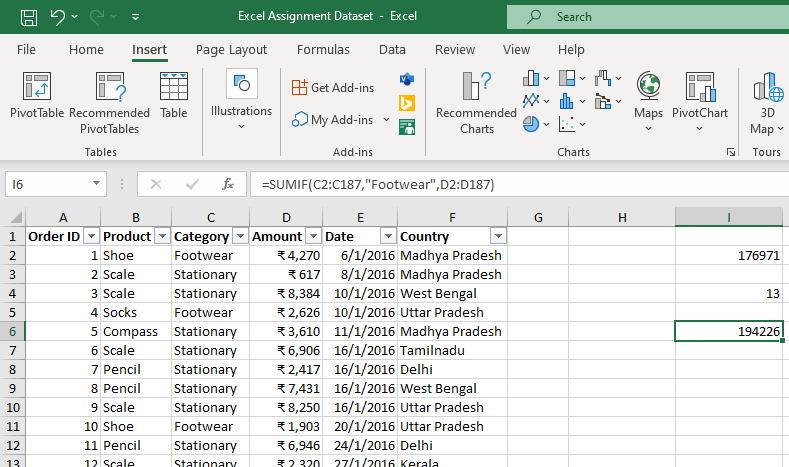 Excel Assignment Dataset - Excel
Search
File Home Insert Page Layout Formulas Data Review View Help
PivotTable
Recommended PivotTables
Table
Illustrations
Get Add-ins
My Add-ins
Recommended Charts
Maps
PivotChart
3D Map
Tables
Add-ins
Charts
Tours
I6
fx
=SUMIF(C2:C187,"Footwear",D2:D187)
A B C D E F G H I
1 Order ID Product Category Amount Date Country
2 1 Shoe Footwear ₹ 4,270 6/1/2016 Madhya Pradesh 176971
3 2 Scale Stationary ₹ 617 8/1/2016 Madhya Pradesh
4 3 Scale Stationary ₹ 8,384 10/1/2016 West Bengal 13
5 4 Socks Footwear ₹ 2,626 10/1/2016 Uttar Pradesh
6 5 Compass Stationary ₹ 3,610 11/1/2016 Madhya Pradesh 194226
7 6 Scale Stationary ₹ 6,906 16/1/2016 Tamilnadu
8 7 Pencil Stationary ₹ 2,417 16/1/2016 Delhi
9 8 Pencil Stationary ₹ 7,431 16/1/2016 West Bengal
10 9 Scale Stationary ₹ 8,250 16/1/2016 Uttar Pradesh
11 10 Shoe Footwear ₹ 1,903 20/1/2016 Uttar Pradesh
12 11 Pencil Stationary ₹ 6,946 24/1/2016 Delhi
13 12 Scale Stationary ₹ 2,320 27/1/2016 Kerala